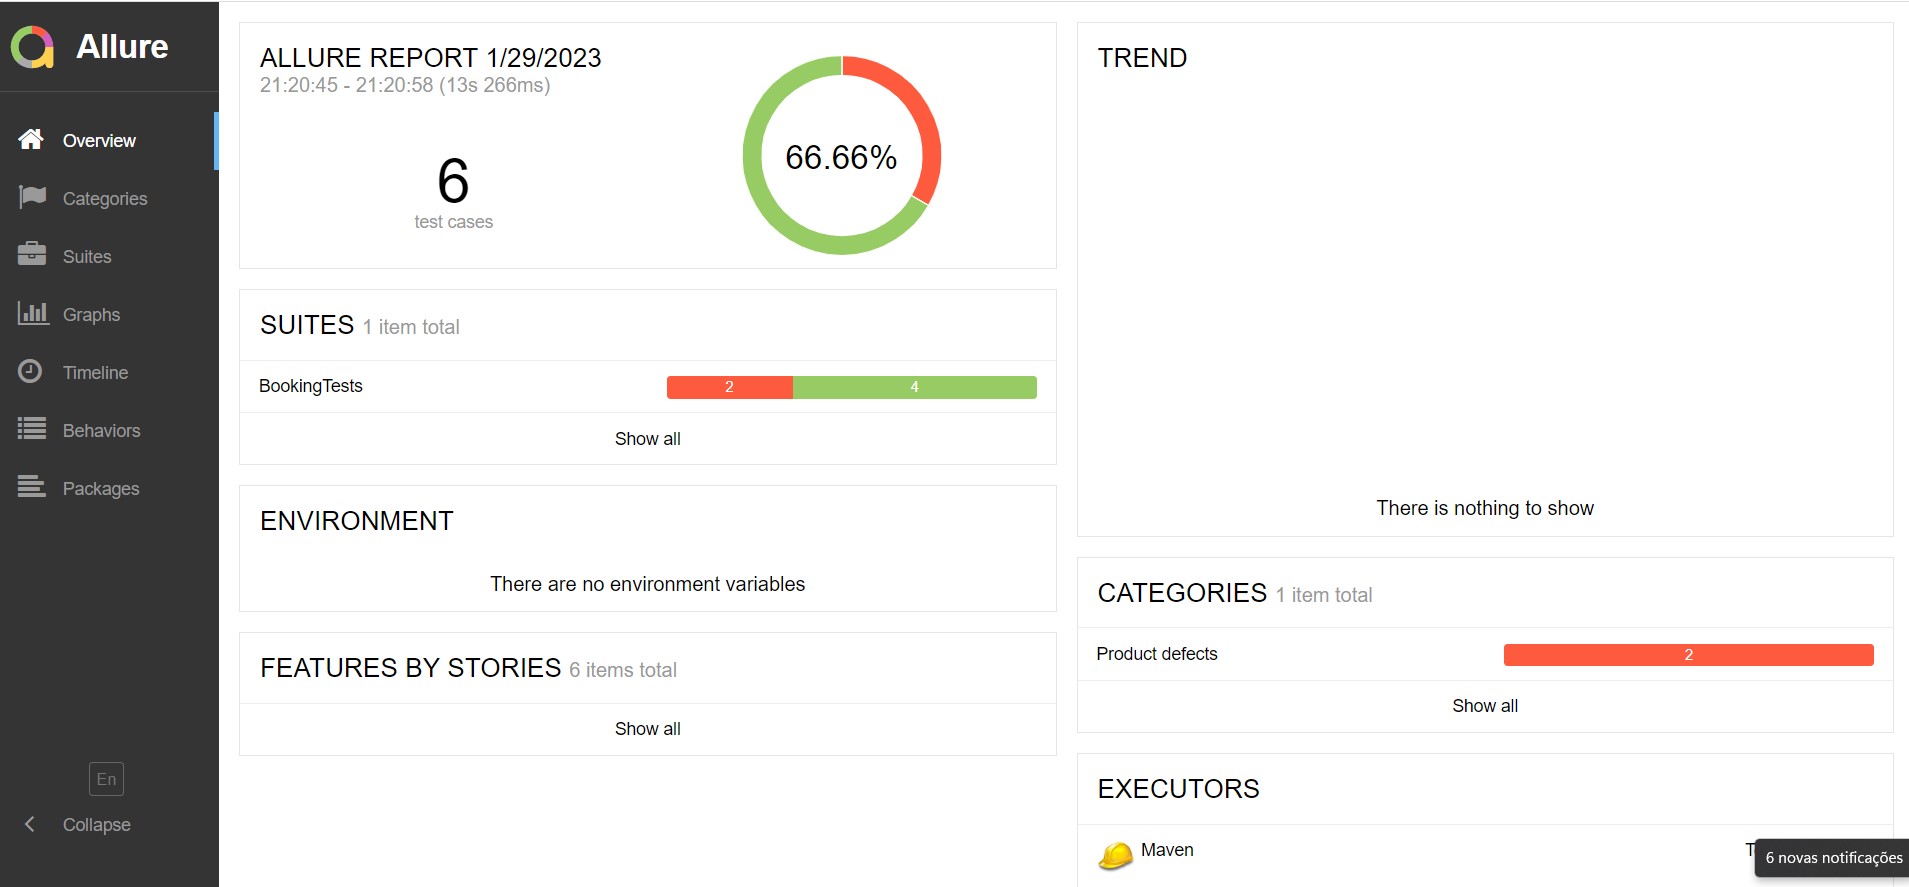 Allure
Overview
Categories
Suites
Graphs
Timeline
Behaviors
Packages
En
Collapse
ALLURE REPORT 1/29/2023
21:20:45 - 21:20:58 (13s 266ms)
6
test cases
66.66%
SUITES 1 item total
BookingTests
2
4
Show all
ENVIRONMENT
There are no environment variables
FEATURES BY STORIES 6 items total
Show all
TREND
There is nothing to show
CATEGORIES 1 item total
Product defects
2
Show all
EXECUTORS
Maven
6 novas notificações